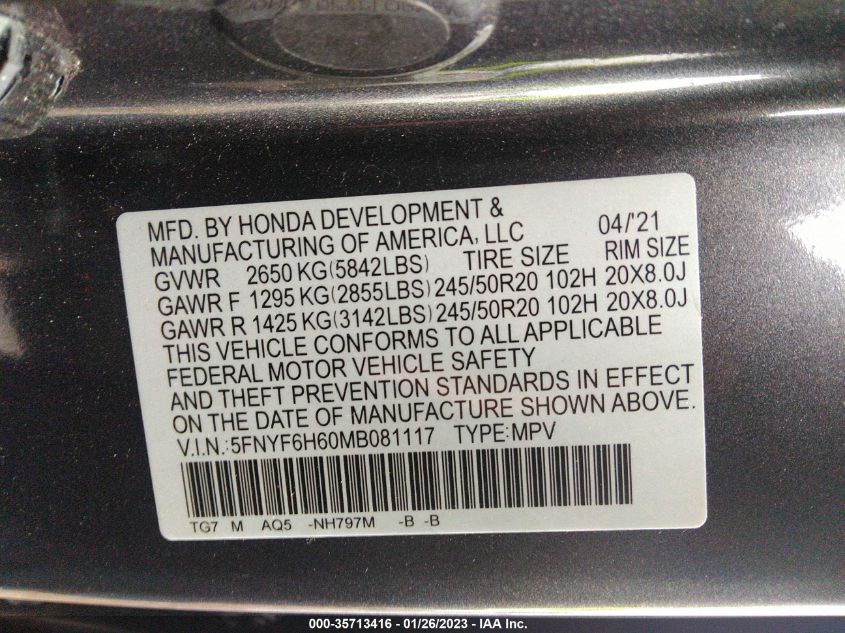 MFD. BY HONDA DEVELOPMENT &
MANUFACTURING OF AMERICA, LLC 04/'21
GVWR 2650 KG(5842LBS) TIRE SIZE RIM SIZE
GAWR F 1295 KG(2855LBS) 245/50R20 102H 20X8.0J
GAWR R 1425 KG(3142LBS) 245/50R20 102H 20X8.0J
THIS VEHICLE CONFORMS TO ALL APPLICABLE
FEDERAL MOTOR VEHICLE SAFETY
AND THEFT PREVENTION STANDARDS IN EFFECT
ON THE DATE OF MANUFACTURE SHOWN ABOVE.
V.I.N.:5FNYF6H60MB081117 TYPE:MPV
TG7 M AQ5 -NH797M -B -B
000-35713416 - 01/26/2023 - IAA Inc.